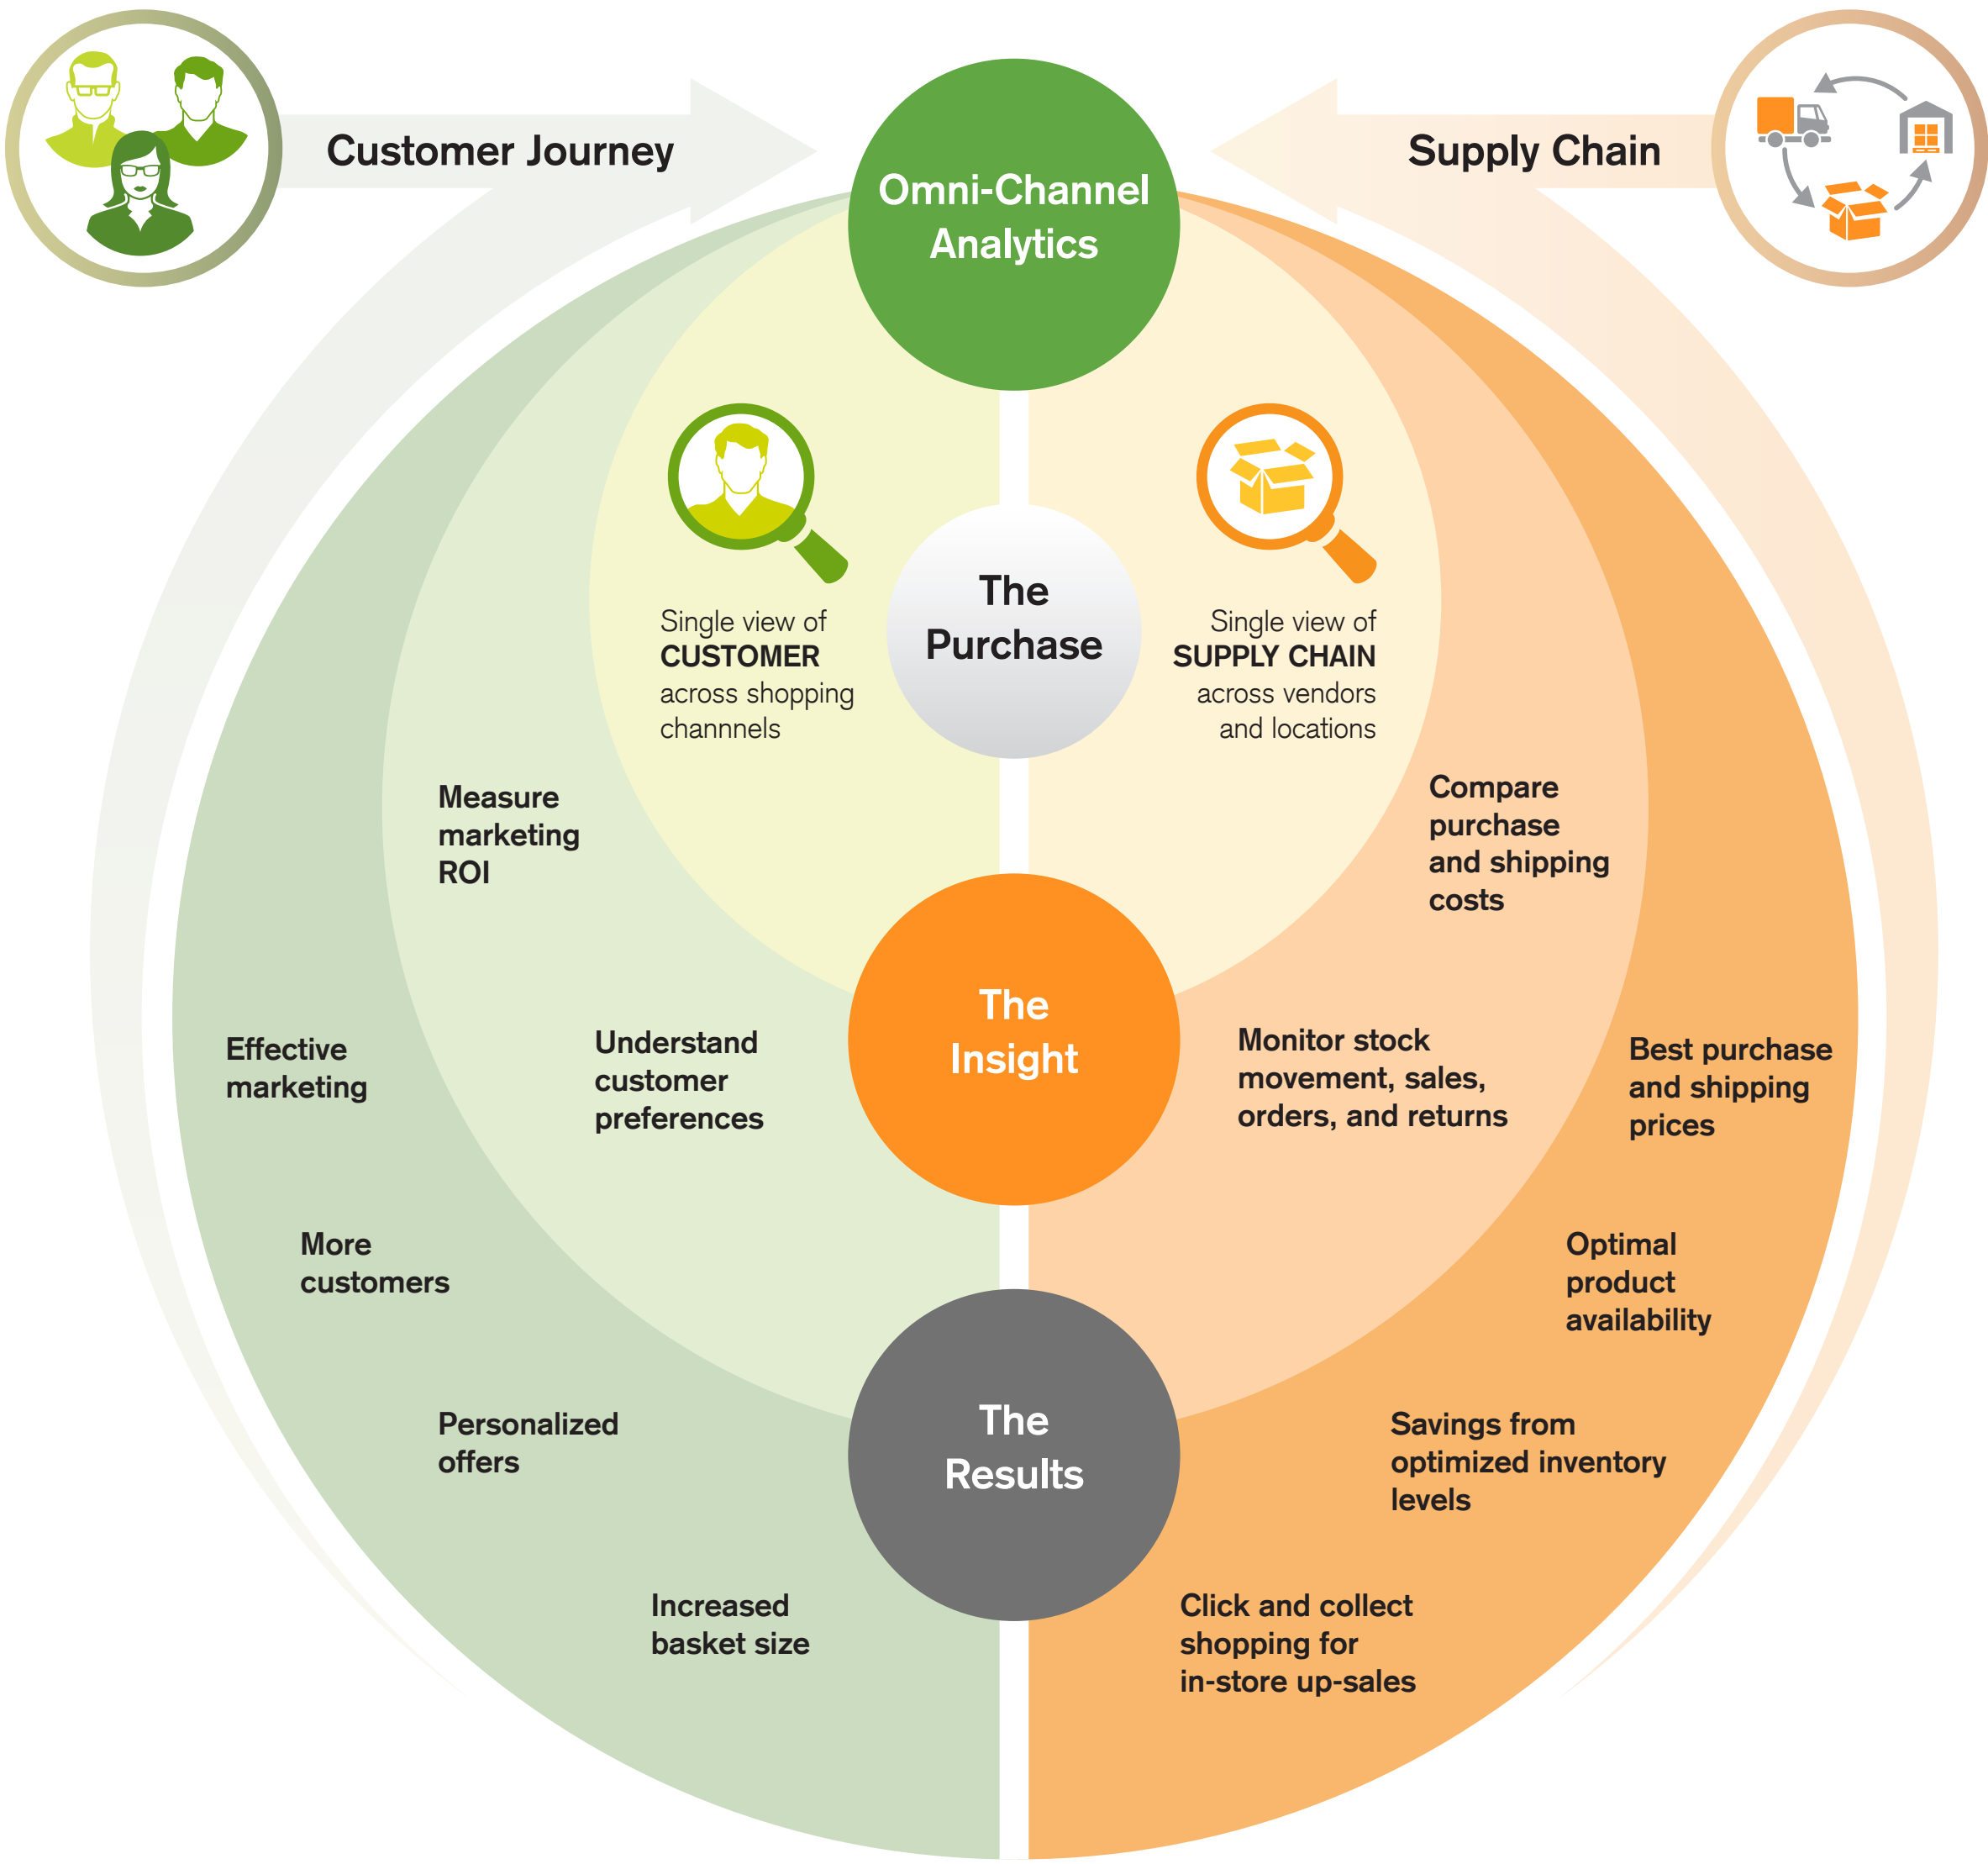 Customer Journey
Supply Chain
Omni-Channel
Analytics
Single view of
CUSTOMER
across shopping
channnels
The
Purchase
Single view of
SUPPLY CHAIN
across vendors
and locations
Measure
marketing
ROI
Compare
purchase
and shipping
costs
The
Insight
Effective
marketing
Understand
customer
preferences
Monitor stock
movement, sales,
orders, and returns
Best purchase
and shipping
prices
More
customers
Optimal
product
availability
Personalized
offers
The
Results
Savings from
optimized inventory
levels
Increased
basket size
Click and collect
shopping for
in-store up-sales